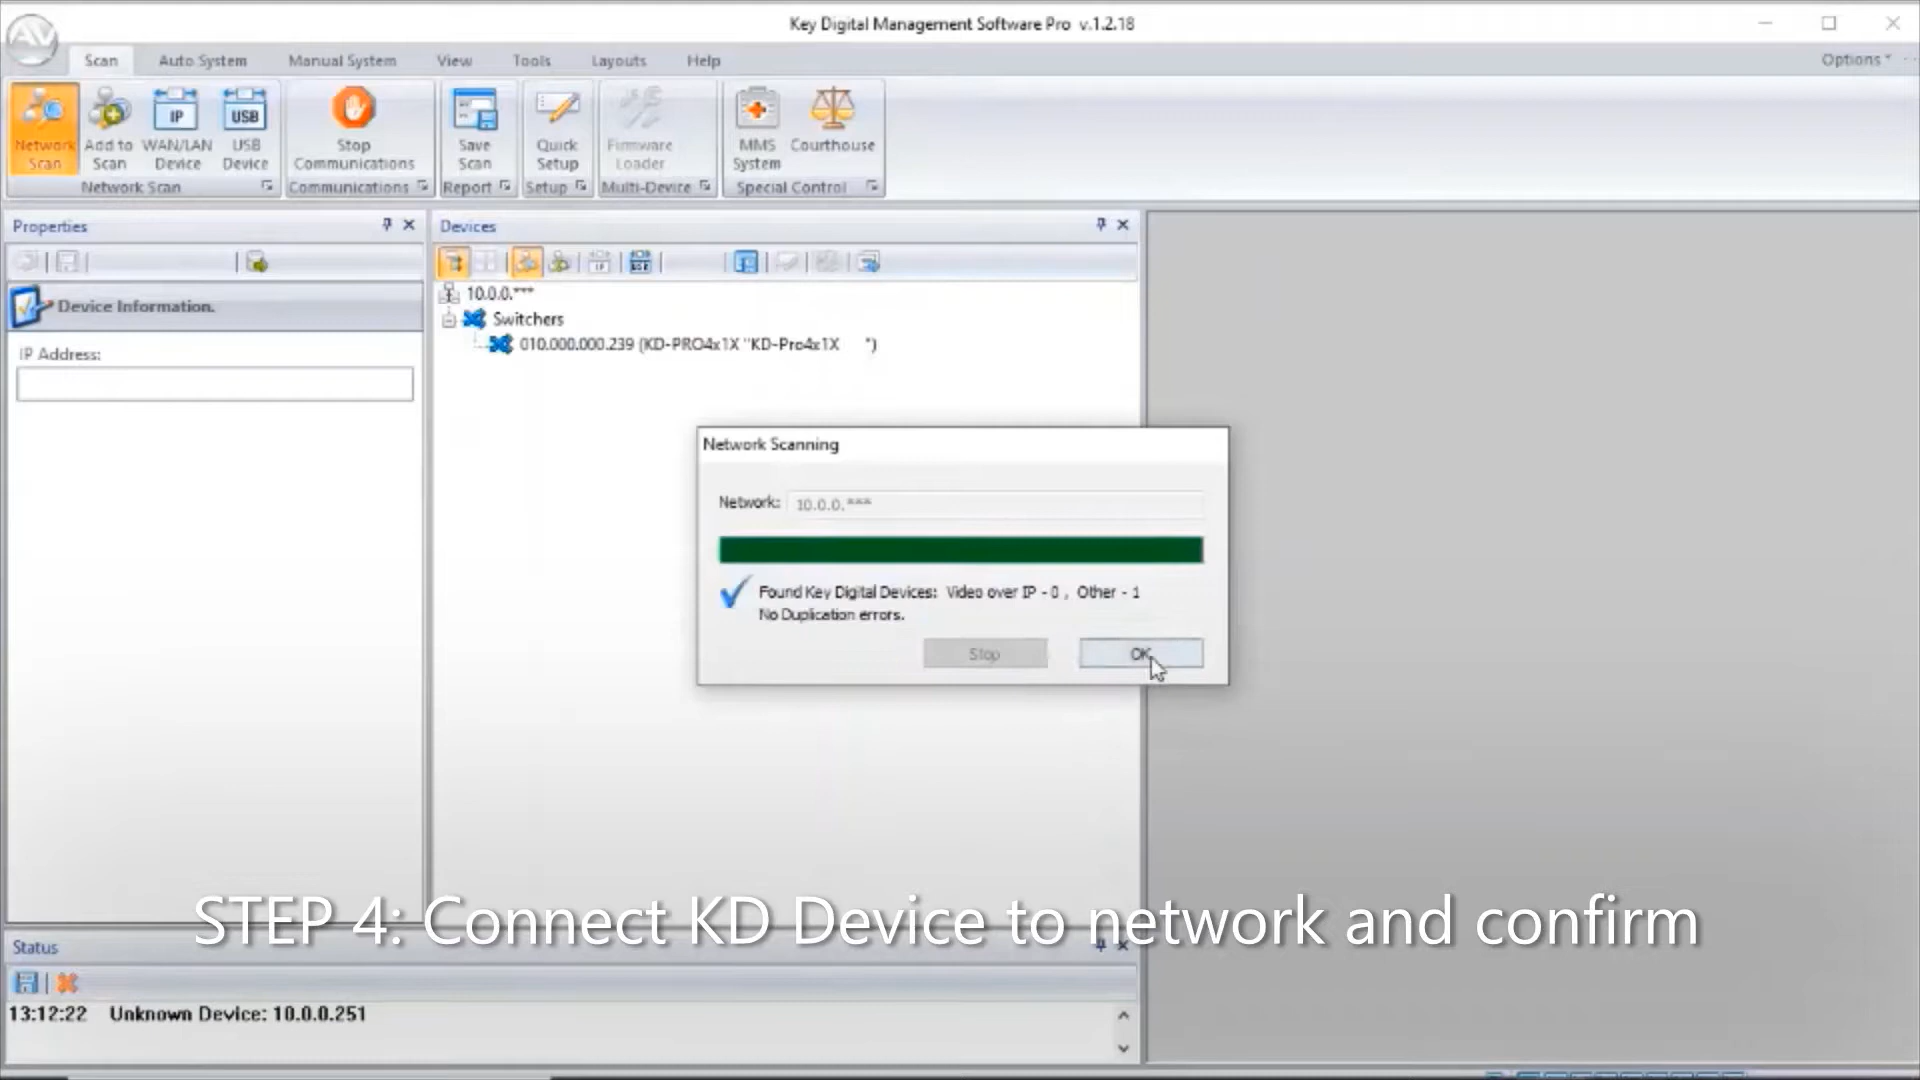 Key Digital Management Software Pro v.1.2.18
Scan Auto System Manual System View Tools Layouts Help Options
Network Scan
Add to Scan
IP
WAN/LAN Device
USB
USB Device
Stop Communications
Save Scan
Quick Setup
Firmware Loader
MMS System
Courthouse
Network Scan Communications Report Setup Multi-Device Special Control
Properties
Devices
Device Information.
IP Address:
10.0.0.***
Switchers
010.000.000.239 (KD-PRO4x1X "KD-Pro4x1X ")
Network Scanning
Network: 10.0.0.***
Found Key Digital Devices: Video over IP - 0 , Other - 1
No Duplication errors.
Stop OK
STEP 4: Connect KD Device to network and confirm
Status
13:12:22 Unknown Device: 10.0.0.251